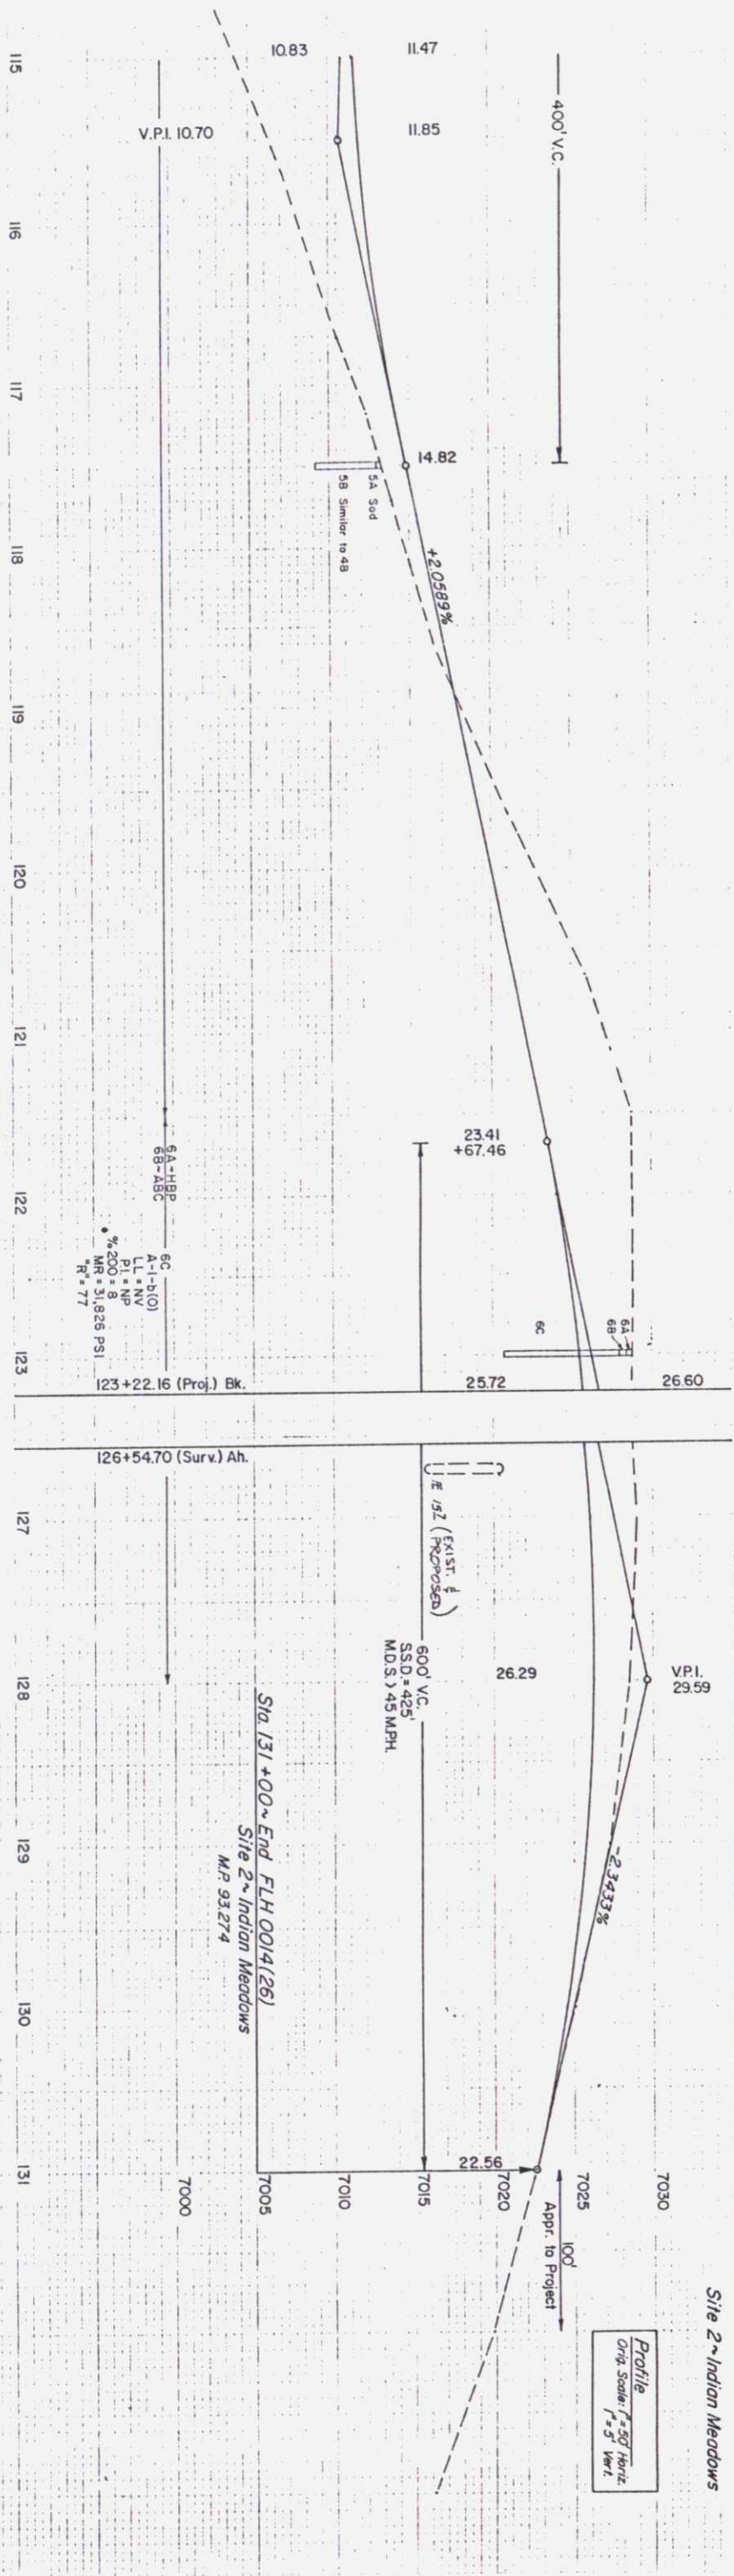 Site 2~Indian Meadows
Profile
Orig. Scale: 1"=50' Horiz.
1"=5' Vert.
10.83
11.47
V.P.I. 10.70
11.85
400' V.C.
14.82
5A Sod
5B Similar to 4B
+2.0589%
23.41
+67.46
6A~HBP
6B~ABC
6C
A-1-b(0)
LL = NV
P.I. = NP
%200 = 8
MR = 31,826 PSI
"R" = 77
6A
6B
6C
123+22.16 (Proj.) Bk.
25.72
26.60
126+54.70 (Surv.) Ah.
(EXIST. &
PROPOSED)
600' V.C.
S.S.D. = 425'
M.D.S. > 45 M.P.H.
26.29
V.P.I.
29.59
-2.3433%
Sta. 131+00~End FLH 0014(26)
Site 2~Indian Meadows
M.P. 93.274
22.56
100'
Appr. to Project
7030
7025
7020
7015
7010
7005
7000
115
116
117
118
119
120
121
122
123
127
128
129
130
131